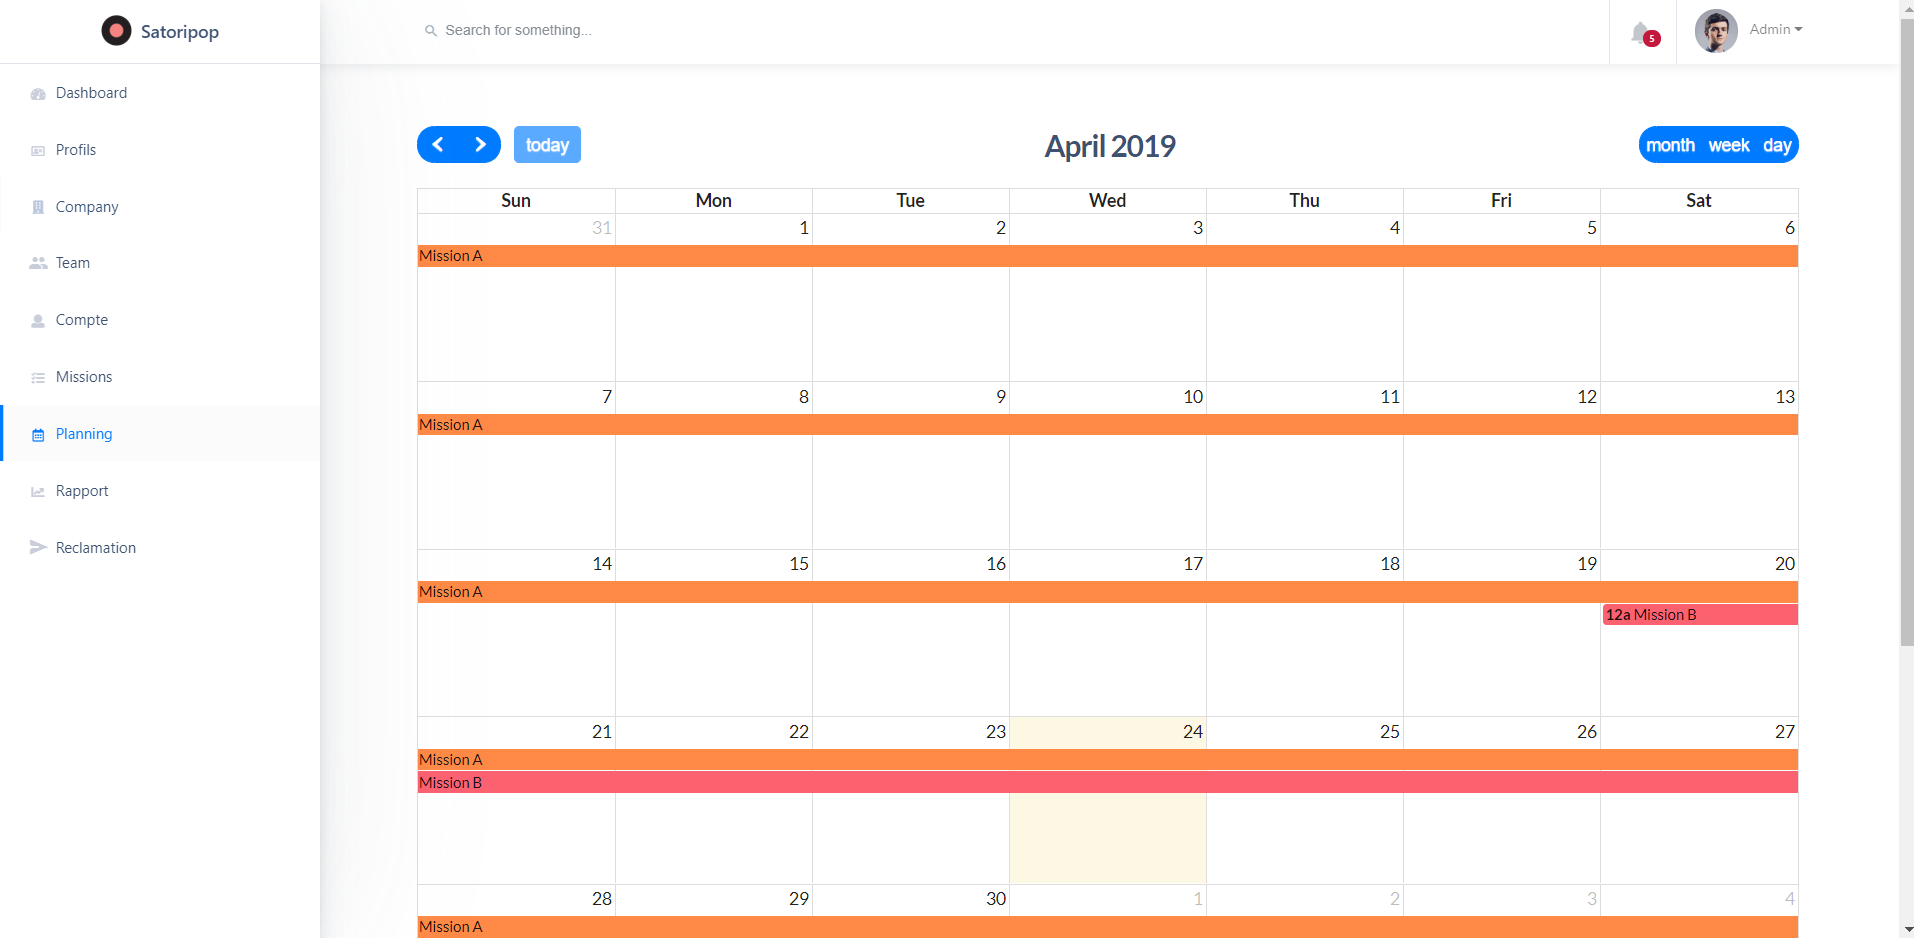 Satoripop
Search for something...
5
Admin
Dashboard
Profils
Company
Team
Compte
Missions
Planning
Rapport
Reclamation
today
April 2019
month week day
Sun Mon Tue Wed Thu Fri Sat
31 1 2 3 4 5 6
Mission A
7 8 9 10 11 12 13
Mission A
14 15 16 17 18 19 20
Mission A
12a Mission B
21 22 23 24 25 26 27
Mission A
Mission B
28 29 30 1 2 3 4
Mission A